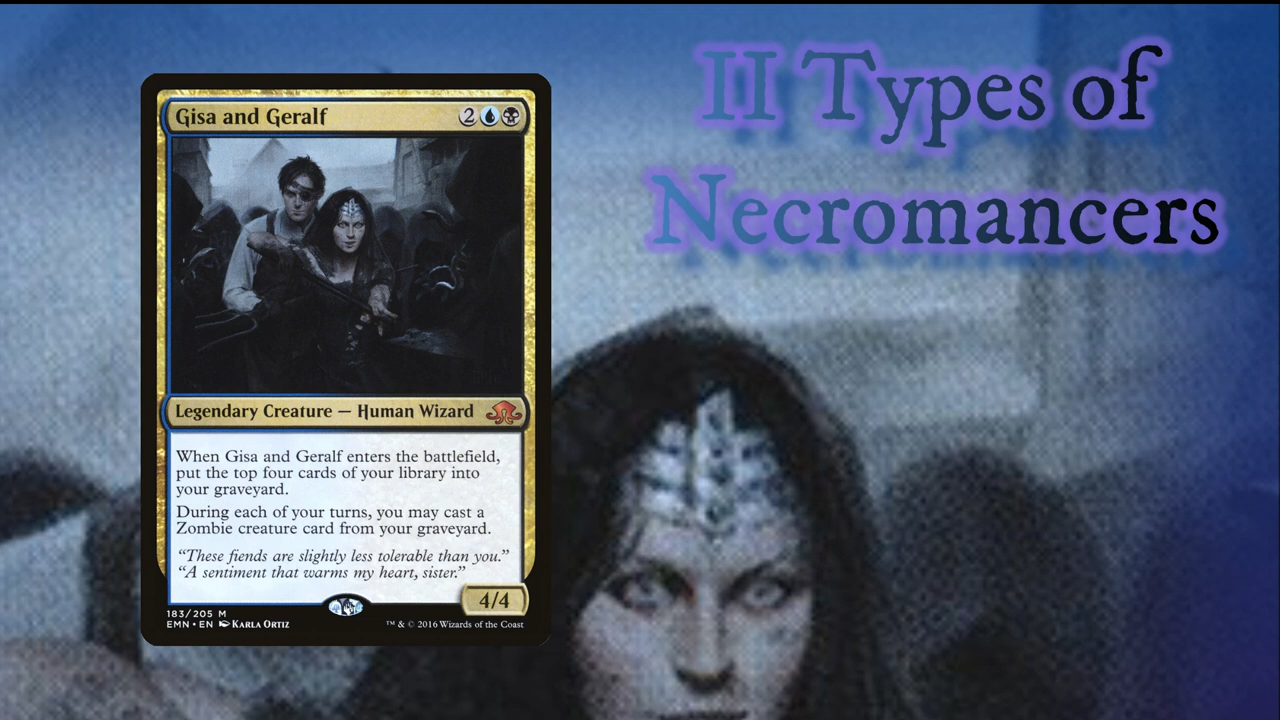 II Types of
Necromancers
Gisa and Geralf
2
Legendary Creature — Human Wizard
When Gisa and Geralf enters the battlefield,
put the top four cards of your library into
your graveyard.
During each of your turns, you may cast a
Zombie creature card from your graveyard.
“These fiends are slightly less tolerable than you.”
“A sentiment that warms my heart, sister.”
4/4
183/205 M
EMN • EN KARLA ORTIZ
™ & © 2016 Wizards of the Coast